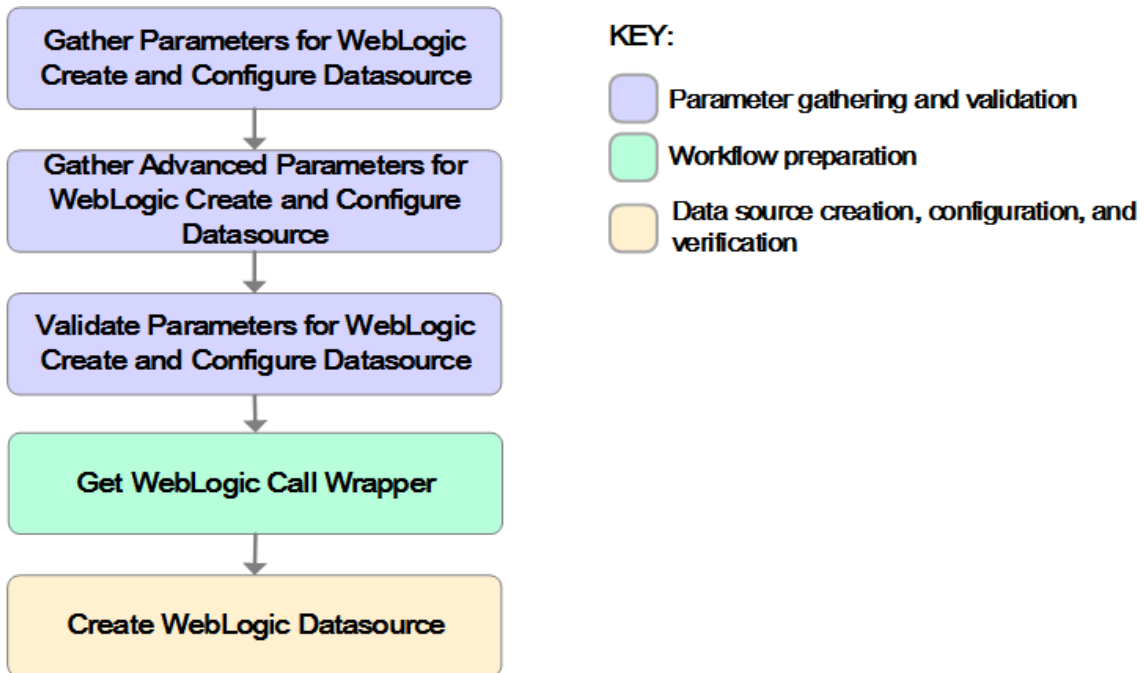 Gather Parameters for WebLogic
Create and Configure Datasource
Gather Advanced Parameters for
WebLogic Create and Configure
Datasource
Validate Parameters for WebLogic
Create and Configure Datasource
Get WebLogic Call Wrapper
Create WebLogic Datasource
KEY:
Parameter gathering and validation
Workflow preparation
Data source creation, configuration, and
verification